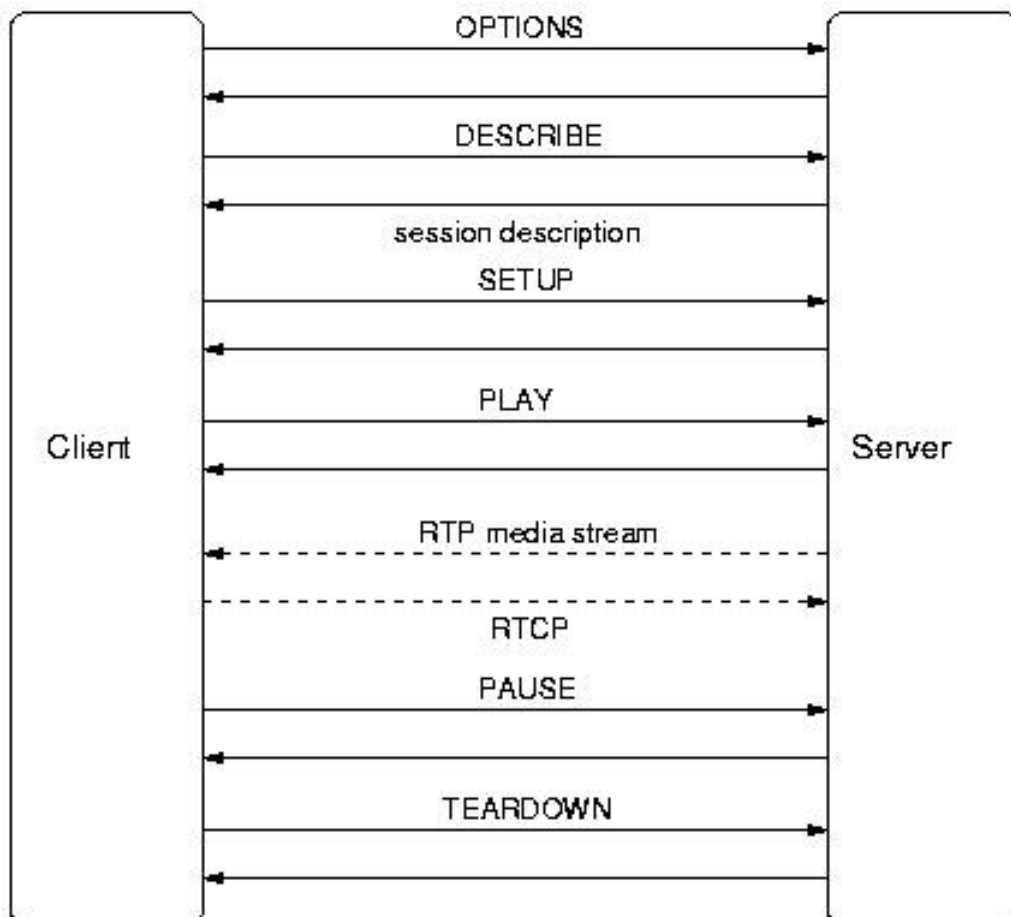 OPTIONS
DESCRIBE
session description
SETUP
PLAY
Client
Server
RTP media stream
RTCP
PAUSE
TEARDOWN